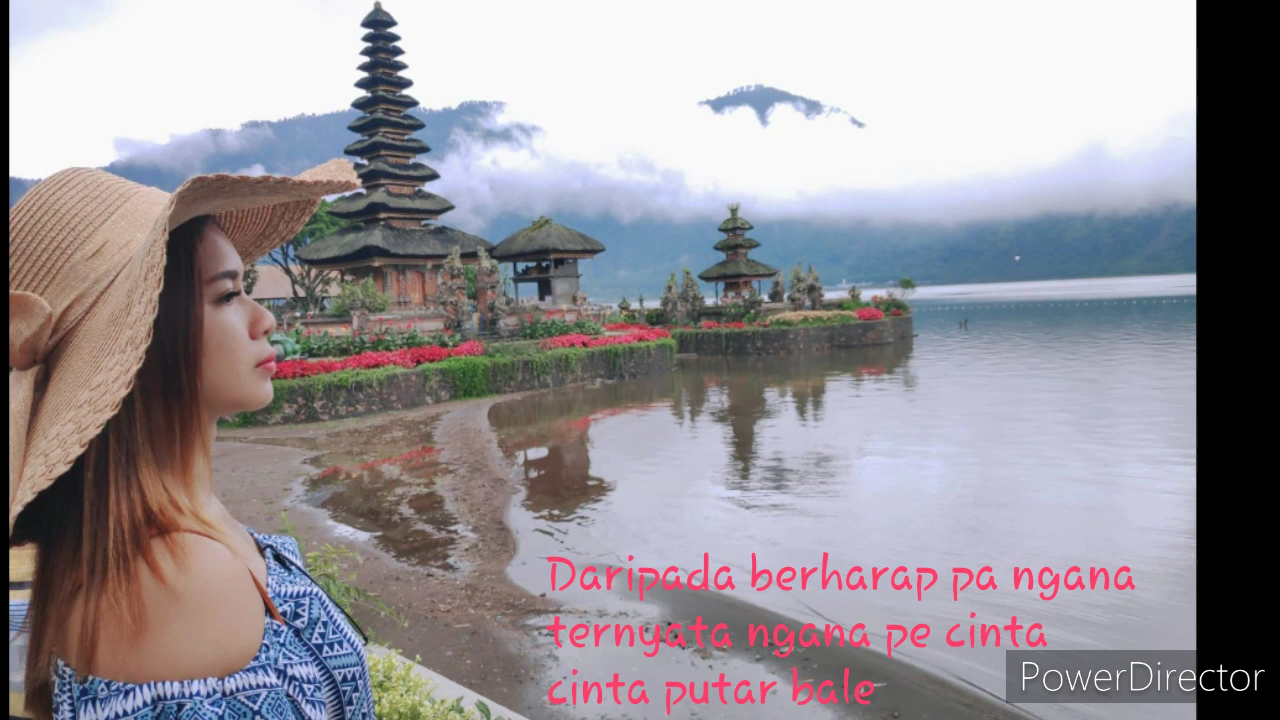 Daripada berharap pa ngana
ternyata ngana pe cinta
cinta putar bale
PowerDirector